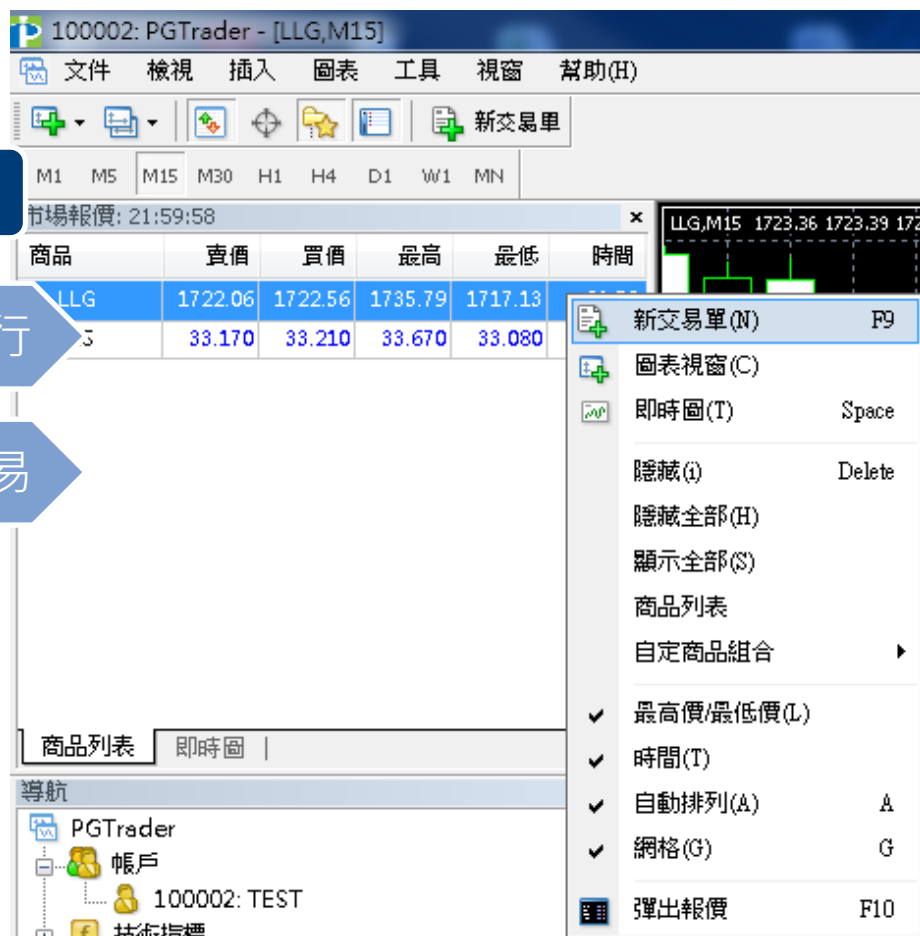 100002: PGTrader - [LLG,M15]
文件 檢視 插入 圖表 工具 視窗 幫助(H)
新交易單
M1 M5 M15 M30 H1 H4 D1 W1 MN
市場報價: 21:59:58
LLG,M15 1723.36 1723.39 172
商品 賣價 買價 最高 最低 時間
LLG 1722.06 1722.56 1735.79 1717.13
行
33.170 33.210 33.670 33.080
易
新交易單(N) F9
圖表視窗(C)
即時圖(T) Space
隱藏(i) Delete
隱藏全部(H)
顯示全部(S)
商品列表
自定商品組合
最高價/最低價(L)
時間(T)
自動排列(A) A
網格(G) G
彈出報價 F10
商品列表 即時圖
導航
PGTrader
帳戶
100002: TEST
技術指標